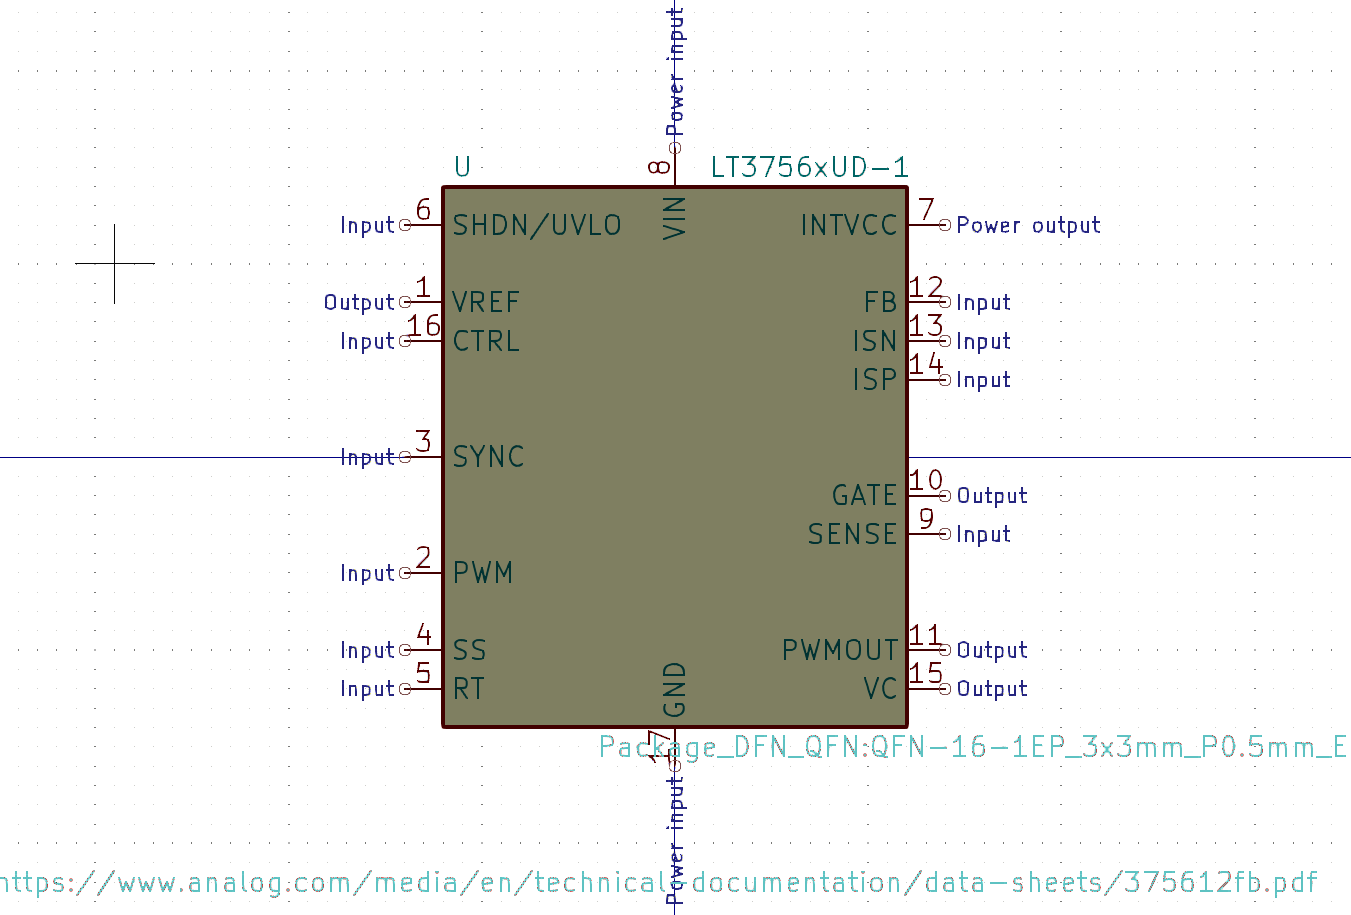 Power input
8
U
LT3756xUD-1
6
SHDN/UVLO
Input
VIN
INTVCC
7
Power output
1
VREF
Output
16
CTRL
Input
FB
12
Input
ISN
13
Input
ISP
14
Input
3
SYNC
Input
GATE
10
Output
SENSE
9
Input
2
PWM
Input
4
SS
Input
5
RT
Input
PWMOUT
11
Output
VC
15
Output
GND
17
Package_DFN_QFN:QFN-16-1EP_3x3mm_P0.5mm_E
Power input
https://www.analog.com/media/en/technical-documentation/data-sheets/375612fb.pdf